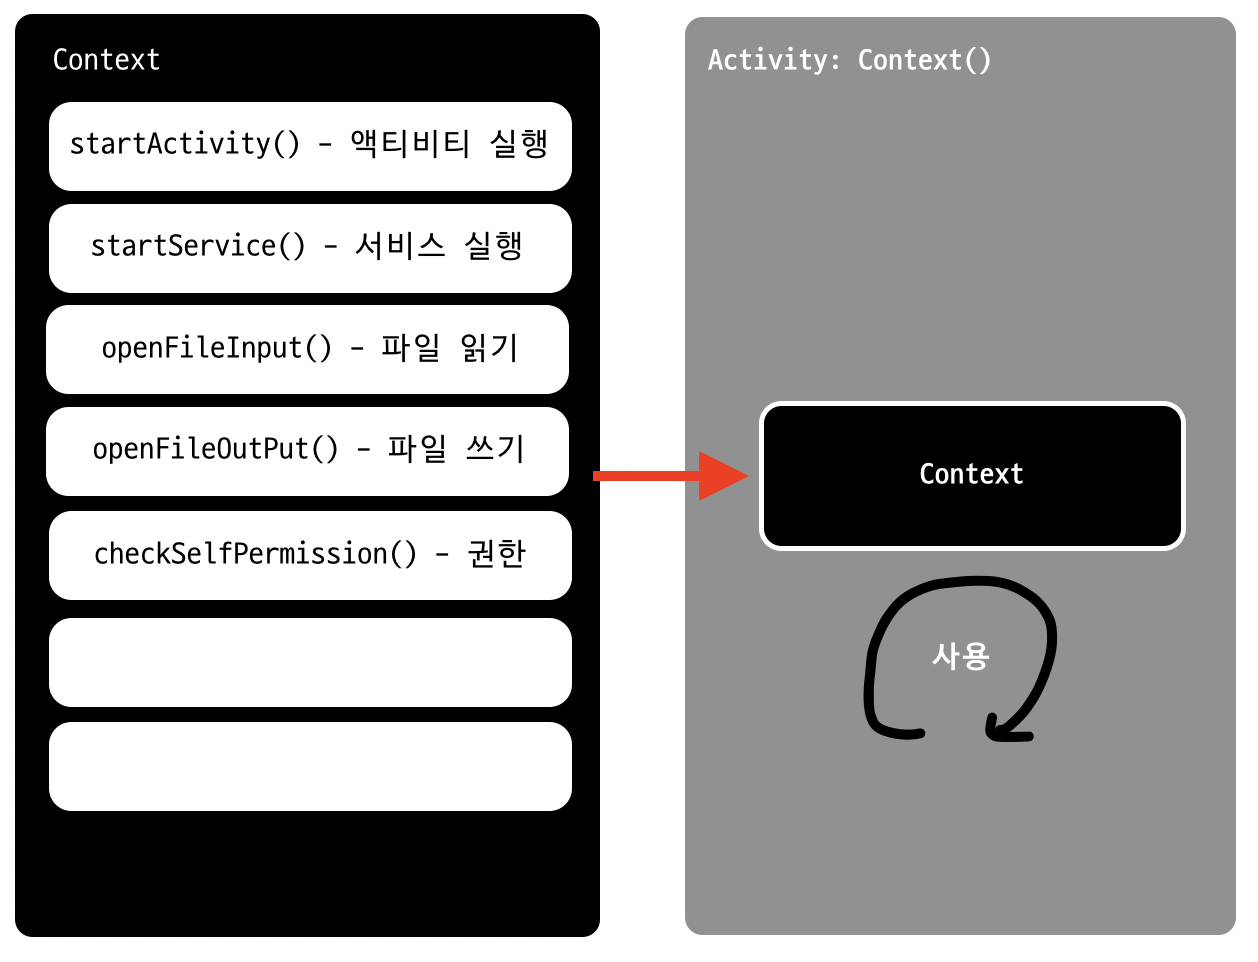 Context
startActivity() - 액티비티 실행
startService() - 서비스 실행
openFileInput() - 파일 읽기
openFileOutPut() - 파일 쓰기
checkSelfPermission() - 권한
Activity: Context()
Context
사용